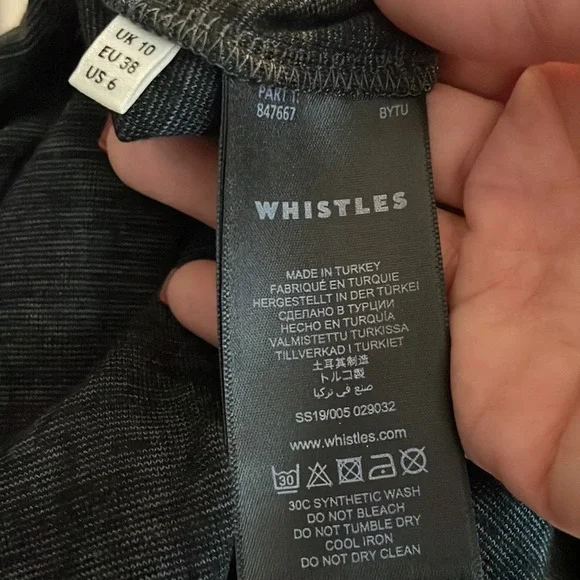 UK 10
EU 38
US 6
PART 1:
847667 BYTU
WHISTLES
MADE IN TURKEY
FABRIQUÉ EN TURQUIE
HERGESTELLT IN DER TÜRKEI
СДЕЛАНО В ТУРЦИИ
HECHO EN TURQUÍA
VALMISTETTU TURKISSA
TILLVERKAD I TURKIET
土耳其制造
トルコ製
صنع في تركيا
SS19/005 029032
www.whistles.com
30
30C SYNTHETIC WASH
DO NOT BLEACH
DO NOT TUMBLE DRY
COOL IRON
DO NOT DRY CLEAN